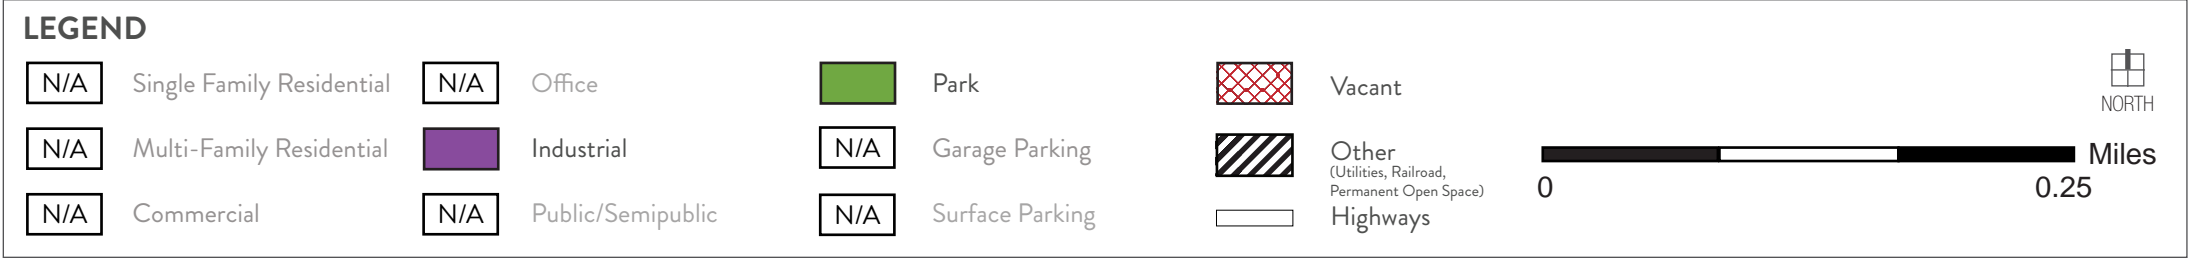 LEGEND
N/A Single Family Residential
N/A Multi-Family Residential
N/A Commercial
N/A Office
Industrial
N/A Public/Semipublic
Park
N/A Garage Parking
N/A Surface Parking
Vacant
Other
(Utilities, Railroad,
Permanent Open Space)
Highways
NORTH
Miles
0 0.25